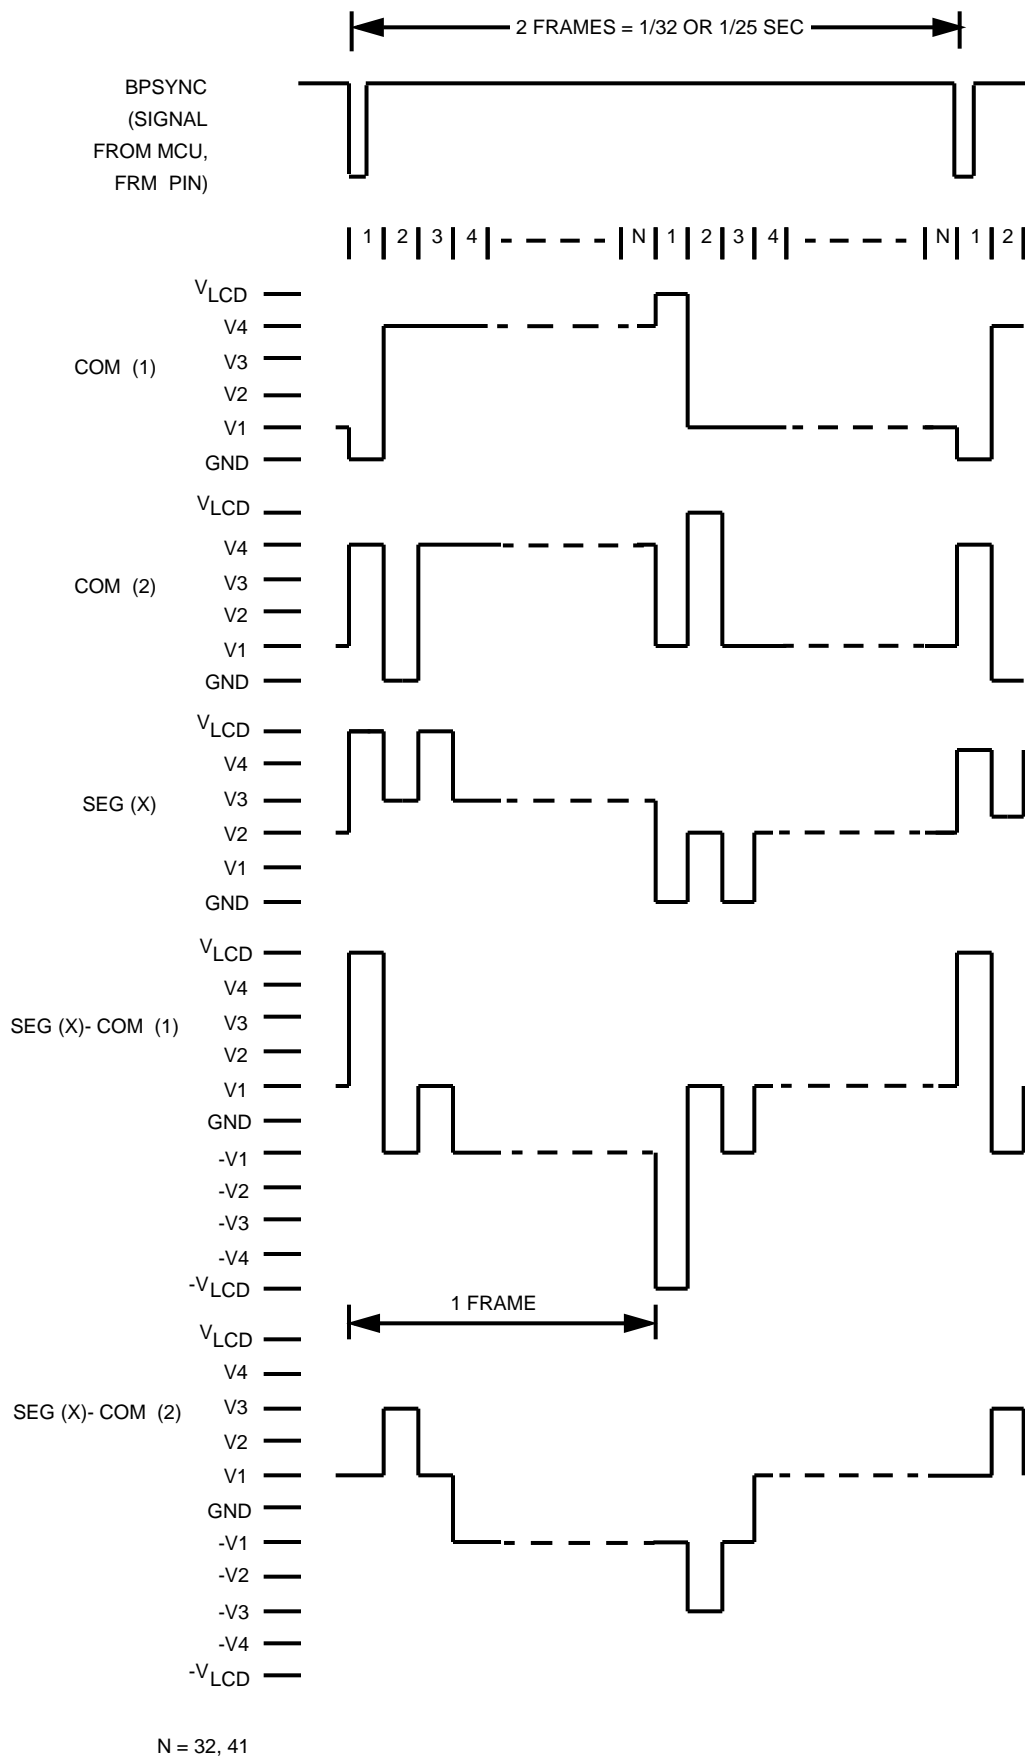 2 FRAMES = 1/32 OR 1/25 SEC
BPSYNC
(SIGNAL
FROM MCU,
FRM PIN)
1 2 3 4 N 1 2 3 4 N 1 2
VLCD
V4
V3
COM (1)
V2
V1
GND
VLCD
V4
V3
COM (2)
V2
V1
GND
VLCD
V4
V3
SEG (X)
V2
V1
GND
VLCD
V4
V3
SEG (X)- COM (1)
V2
V1
GND
-V1
-V2
-V3
-V4
-VLCD
1 FRAME
VLCD
V4
V3
SEG (X)- COM (2)
V2
V1
GND
-V1
-V2
-V3
-V4
-VLCD
N = 32, 41